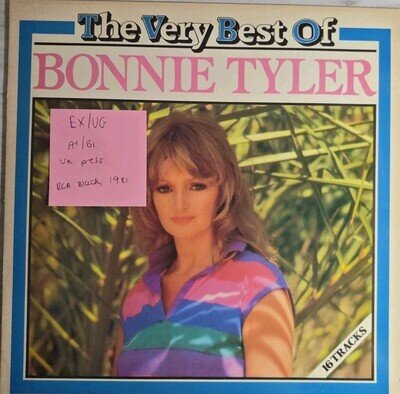 The Very Best Of
BONNIE TYLER
EX/VG
A1/B1
UK press
RCA Black, 1981
16 TRACKS